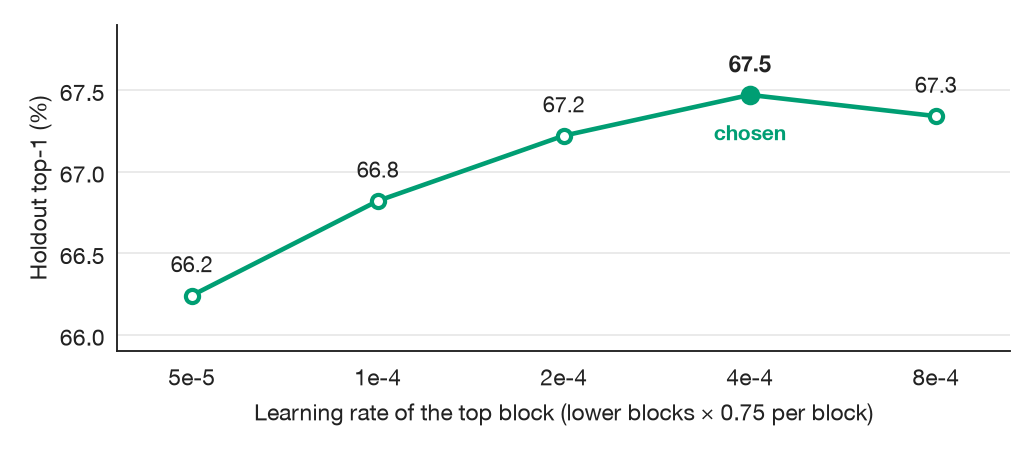 67.5
67.3
67.2
chosen
66.8
66.2
Holdout top-1 (%)
67.5
67.0
66.5
66.0
5e-5 1e-4 2e-4 4e-4 8e-4
Learning rate of the top block (lower blocks × 0.75 per block)